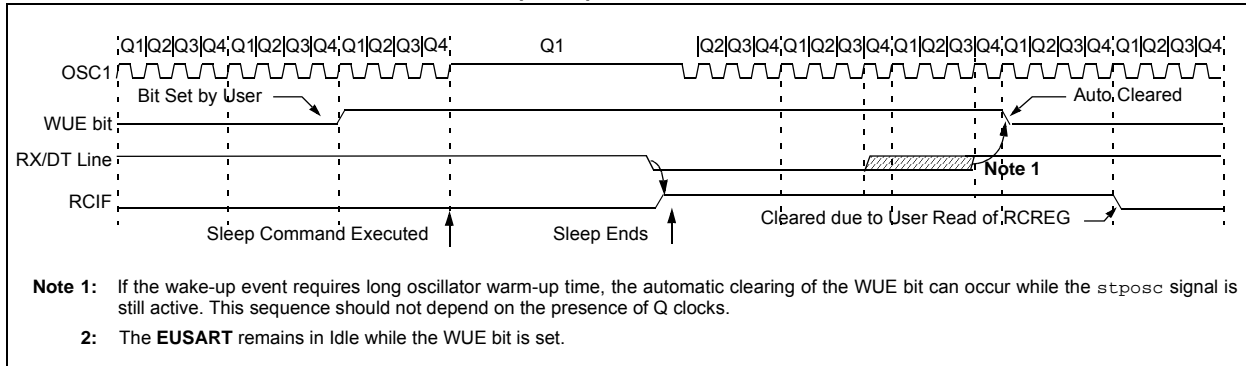 Q1|Q2|Q3|Q4|Q1|Q2|Q3|Q4|Q1|Q2|Q3|Q4 Q1 |Q2|Q3|Q4|Q1|Q2|Q3|Q4|Q1|Q2|Q3|Q4|Q1|Q2|Q3|Q4|Q1|Q2|Q3|Q4
OSC1
Bit Set by User Auto Cleared
WUE bit
RX/DT Line
Note 1
RCIF
Cleared due to User Read of RCREG
Sleep Command Executed Sleep Ends
Note 1: If the wake-up event requires long oscillator warm-up time, the automatic clearing of the WUE bit can occur while the stposc signal is
still active. This sequence should not depend on the presence of Q clocks.
2: The EUSART remains in Idle while the WUE bit is set.